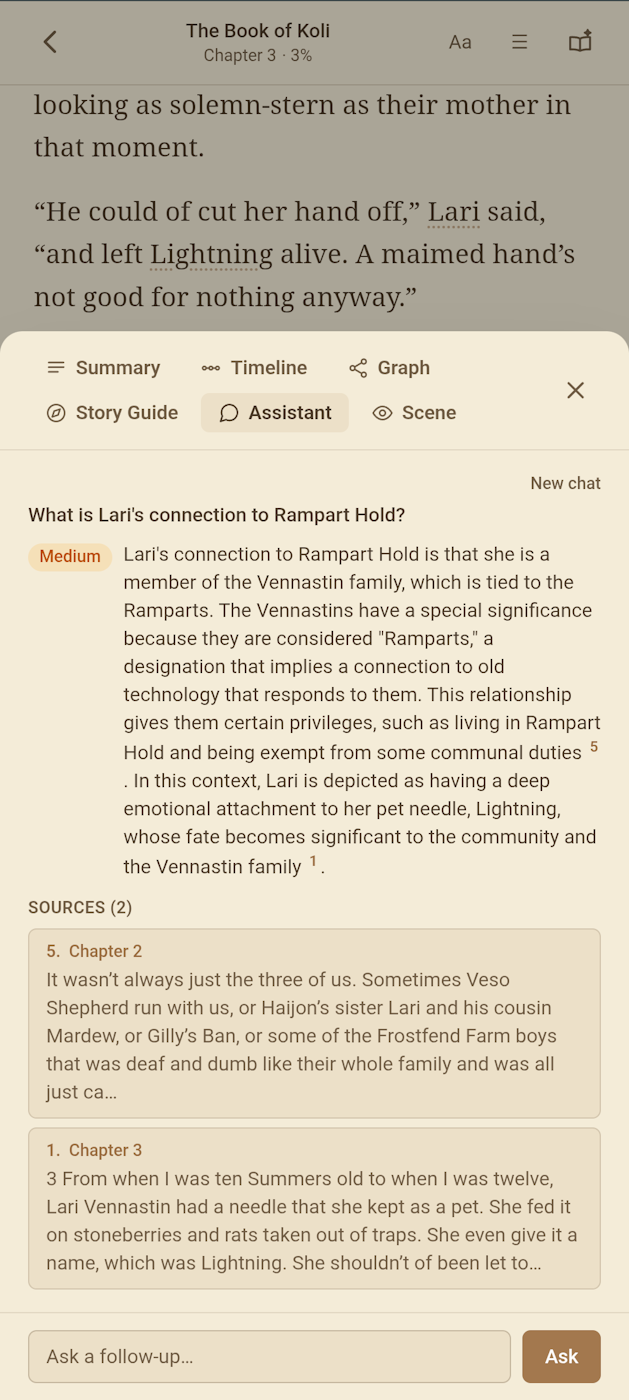 The Book of Koli
Chapter 3 · 3%
Aa
looking as solemn-stern as their mother in
that moment.
“He could of cut her hand off,” Lari said,
“and left Lightning alive. A maimed hand’s
not good for nothing anyway.”
Summary
Timeline
Graph
Story Guide
Assistant
Scene
New chat
What is Lari's connection to Rampart Hold?
Medium
Lari's connection to Rampart Hold is that she is a
member of the Vennastin family, which is tied to the
Ramparts. The Vennastins have a special significance
because they are considered "Ramparts," a
designation that implies a connection to old
technology that responds to them. This relationship
gives them certain privileges, such as living in Rampart
Hold and being exempt from some communal duties 5
. In this context, Lari is depicted as having a deep
emotional attachment to her pet needle, Lightning,
whose fate becomes significant to the community and
the Vennastin family 1 .
SOURCES (2)
5. Chapter 2
It wasn’t always just the three of us. Sometimes Veso
Shepherd run with us, or Haijon’s sister Lari and his cousin
Mardew, or Gilly’s Ban, or some of the Frostfend Farm boys
that was deaf and dumb like their whole family and was all
just ca…
1. Chapter 3
3 From when I was ten Summers old to when I was twelve,
Lari Vennastin had a needle that she kept as a pet. She fed it
on stoneberries and rats taken out of traps. She even give it a
name, which was Lightning. She shouldn’t of been let to…
Ask a follow-up…
Ask